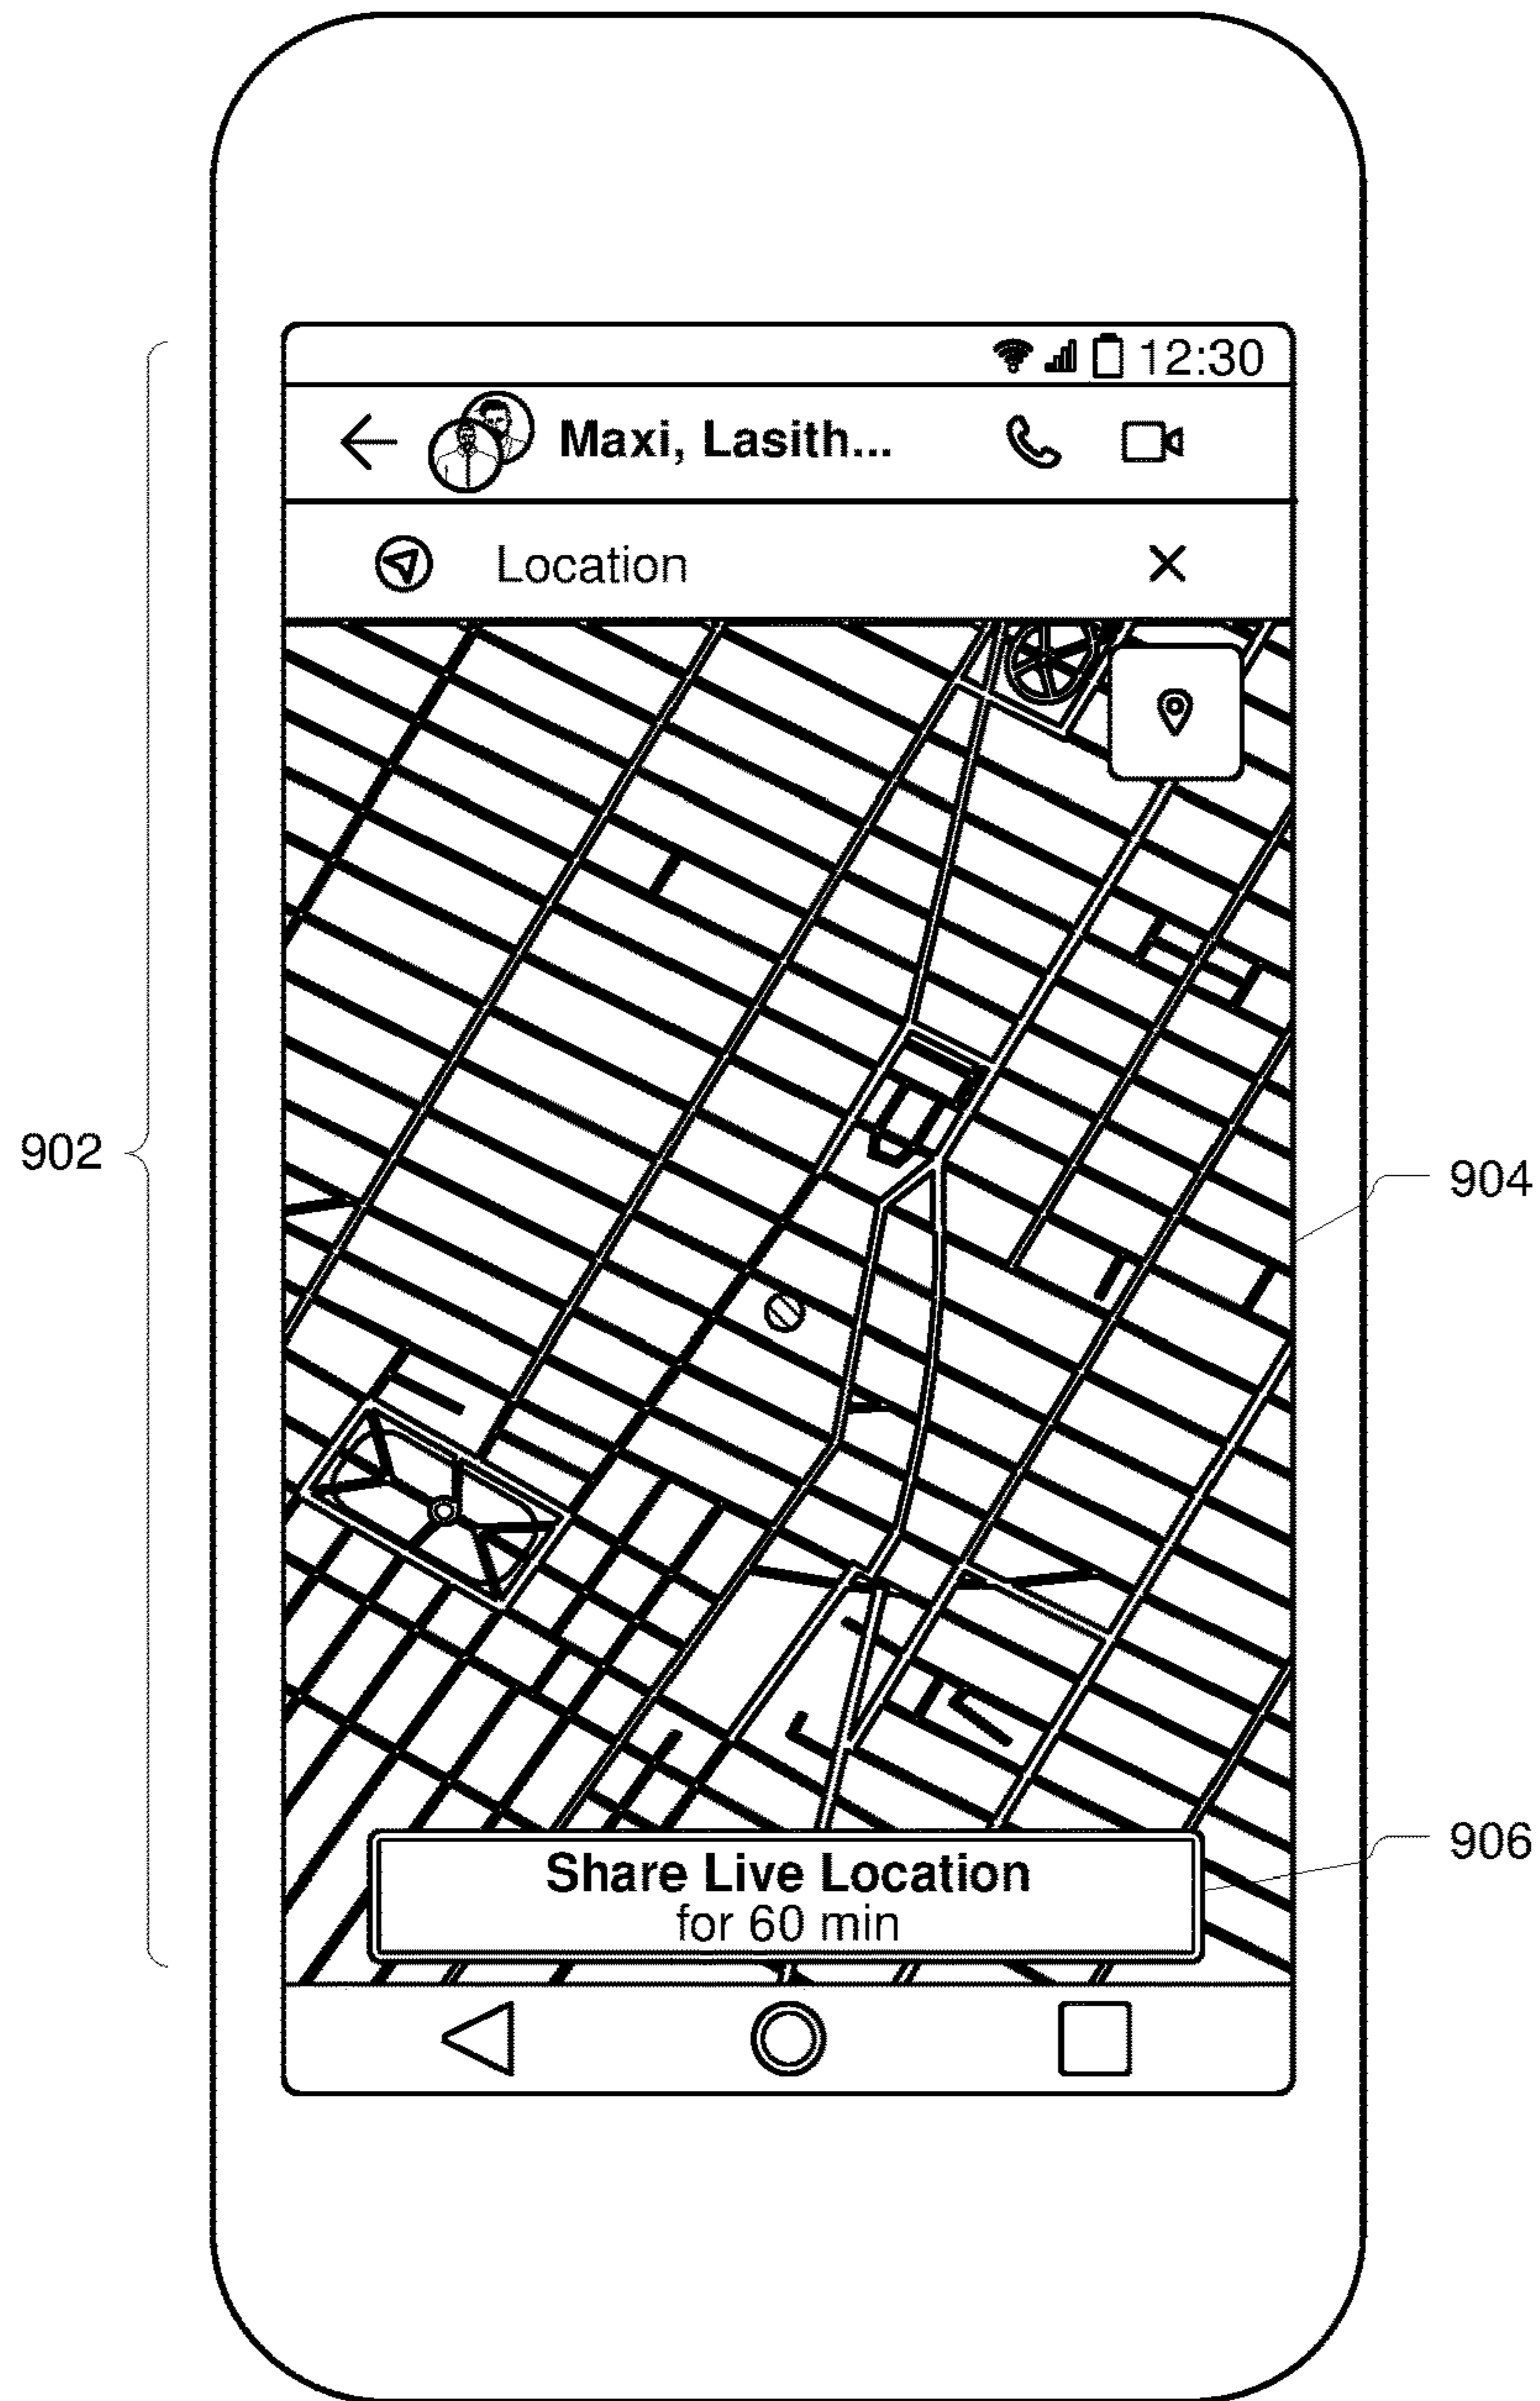 12:30
Maxi, Lasith...
Location
902
904
906
Share Live Location
for 60 min